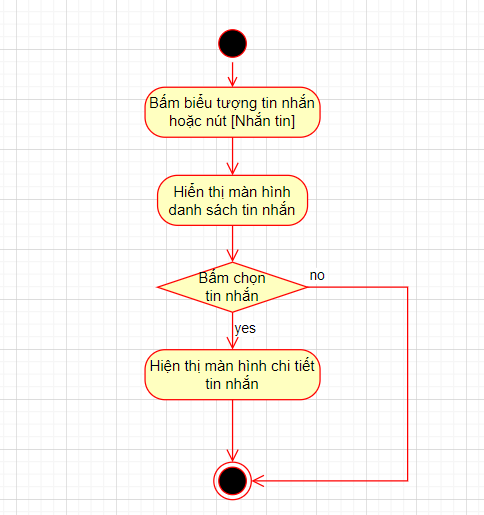 Bấm biểu tượng tin nhắn
hoặc nút [Nhắn tin]
Hiển thị màn hình
danh sách tin nhắn
Bấm chọn
tin nhắn
no
yes
Hiện thị màn hình chi tiết
tin nhắn